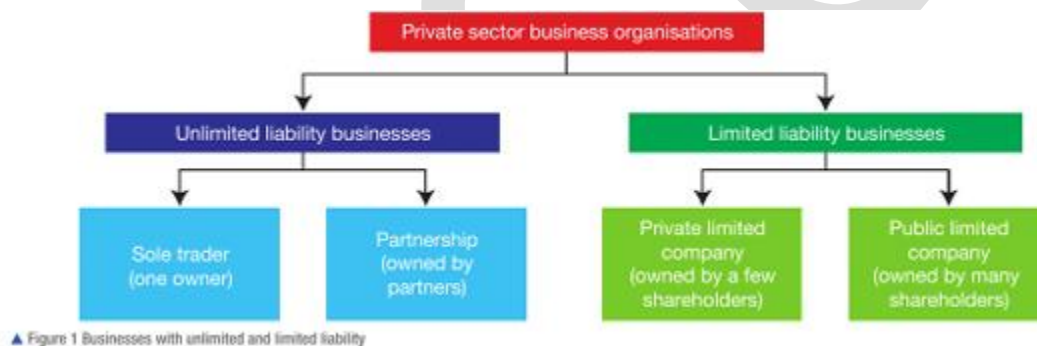 Private sector business organisations
Unlimited liability businesses
Limited liability businesses
Sole trader
(one owner)
Partnership
(owned by
partners)
Private limited
company
(owned by a few
shareholders)
Public limited
company
(owned by many
shareholders)
▲ Figure 1 Businesses with unlimited and limited liability